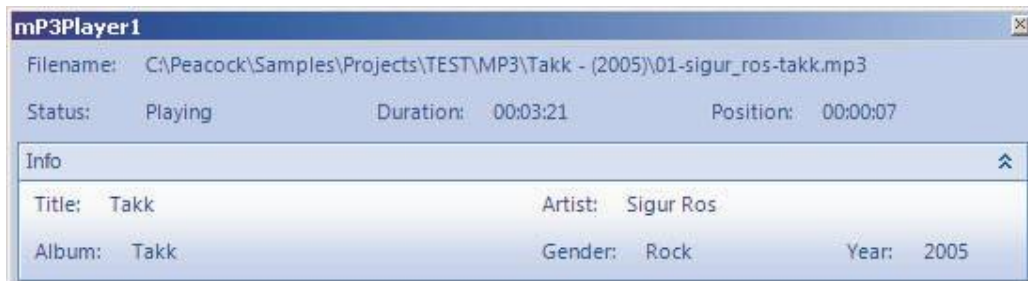 mP3Player1
Filename: C:\Peacock\Samples\Projects\TEST\MP3\Takk - (2005)\01-sigur_ros-takk.mp3
Status: Playing Duration: 00:03:21 Position: 00:00:07
Info
Title: Takk Artist: Sigur Ros
Album: Takk Gender: Rock Year: 2005